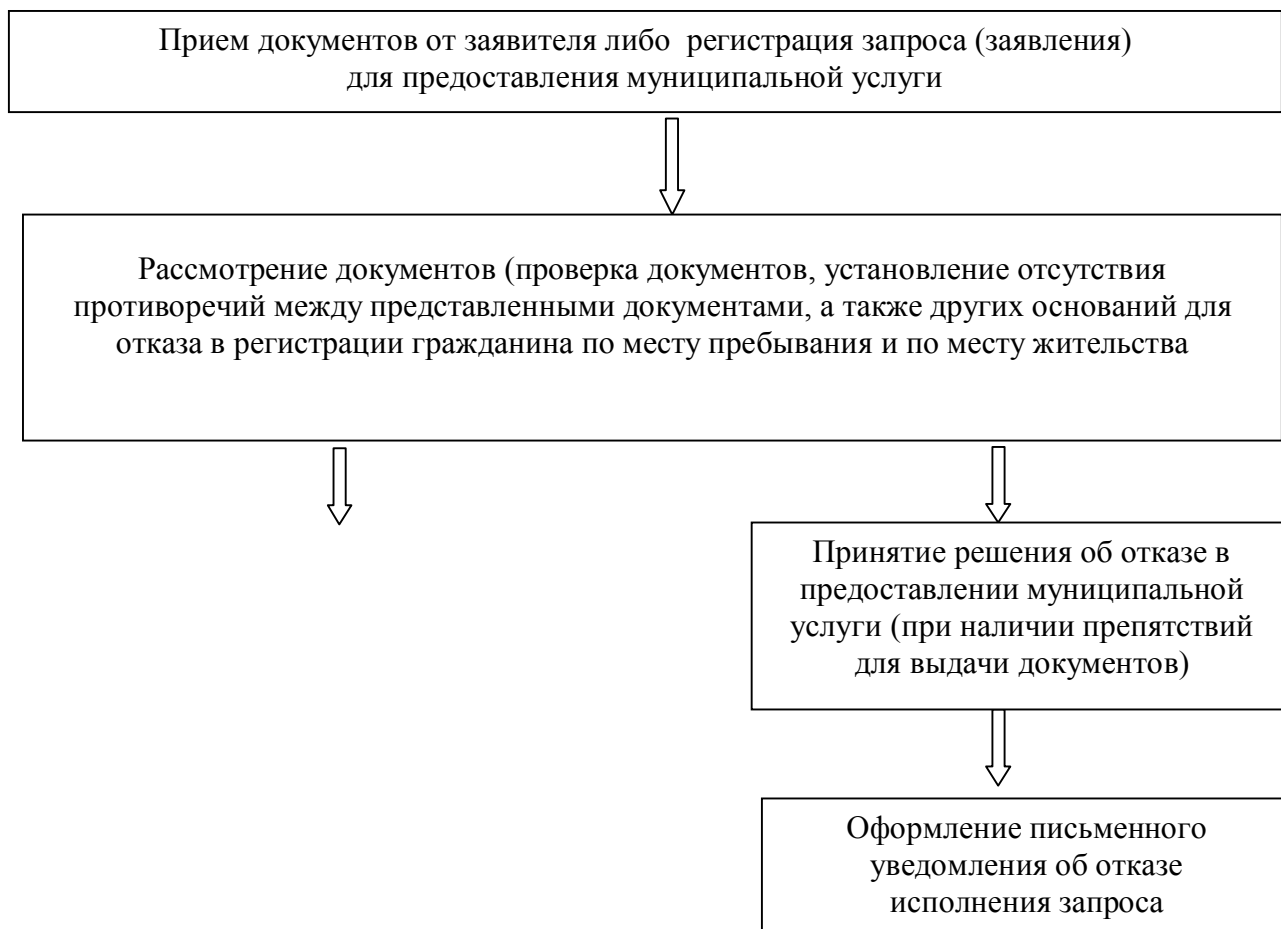 Прием документов от заявителя либо регистрация запроса (заявления)
для предоставления муниципальной услуги
Рассмотрение документов (проверка документов, установление отсутствия
противоречий между представленными документами, а также других оснований для
отказа в регистрации гражданина по месту пребывания и по месту жительства
Принятие решения об отказе в
предоставлении муниципальной
услуги (при наличии препятствий
для выдачи документов)
Оформление письменного
уведомления об отказе
исполнения запроса